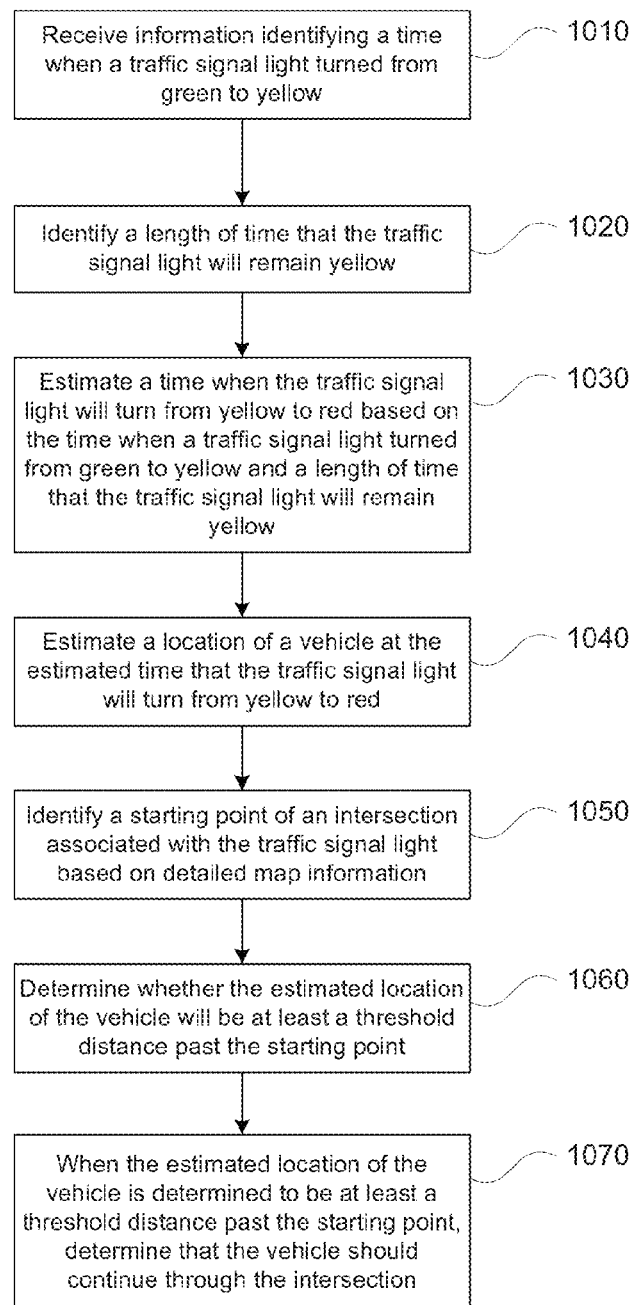 Receive information identifying a time
when a traffic signal light turned from
green to yellow
1010
Identify a length of time that the traffic
signal light will remain yellow
1020
Estimate a time when the traffic signal
light will turn from yellow to red based on
the time when a traffic signal light turned
from green to yellow and a length of time
that the traffic signal light will remain
yellow
1030
Estimate a location of a vehicle at the
estimated time that the traffic signal light
will turn from yellow to red
1040
Identify a starting point of an intersection
associated with the traffic signal light
based on detailed map information
1050
Determine whether the estimated location
of the vehicle will be at least a threshold
distance past the starting point
1060
When the estimated location of the
vehicle is determined to be at least a
threshold distance past the starting point,
determine that the vehicle should
continue through the intersection
1070